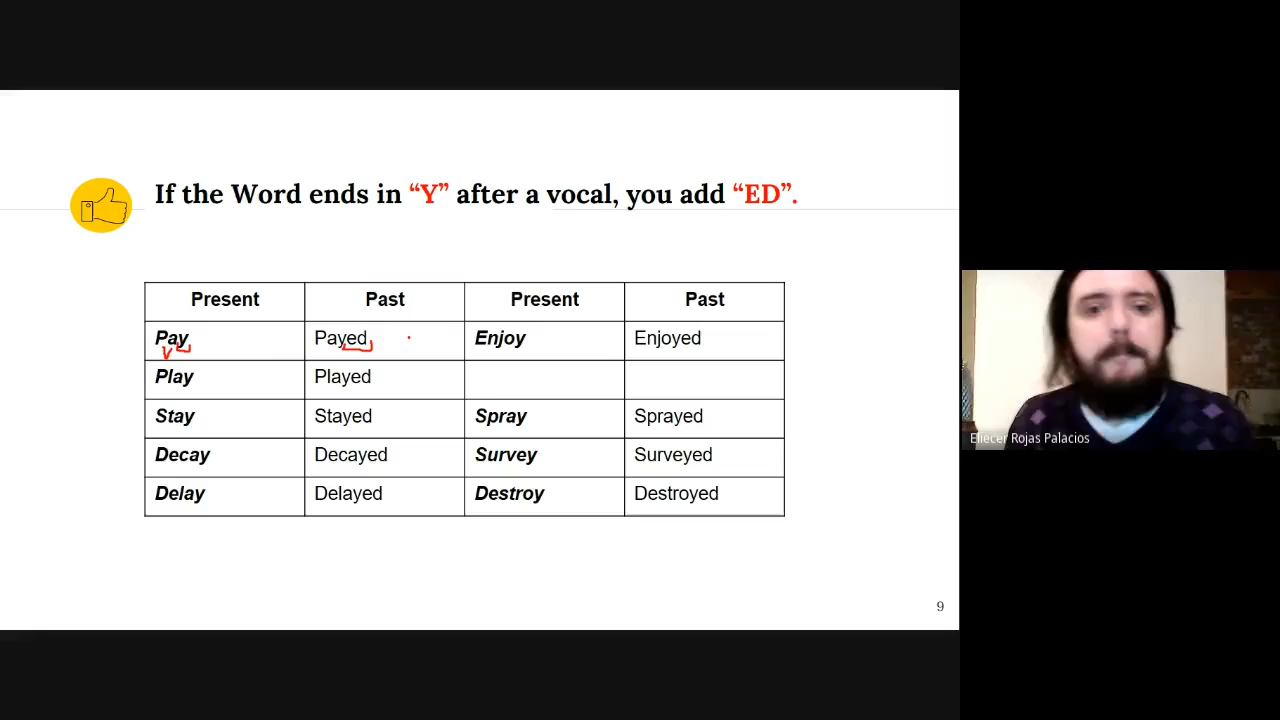 If the Word ends in “Y” after a vocal, you add “ED”.
Present Past Present Past
Pay Payed Enjoy Enjoyed
V
Play Played
Stay Stayed Spray Sprayed
Decay Decayed Survey Surveyed
Delay Delayed Destroy Destroyed
9
Eliecer Rojas Palacios